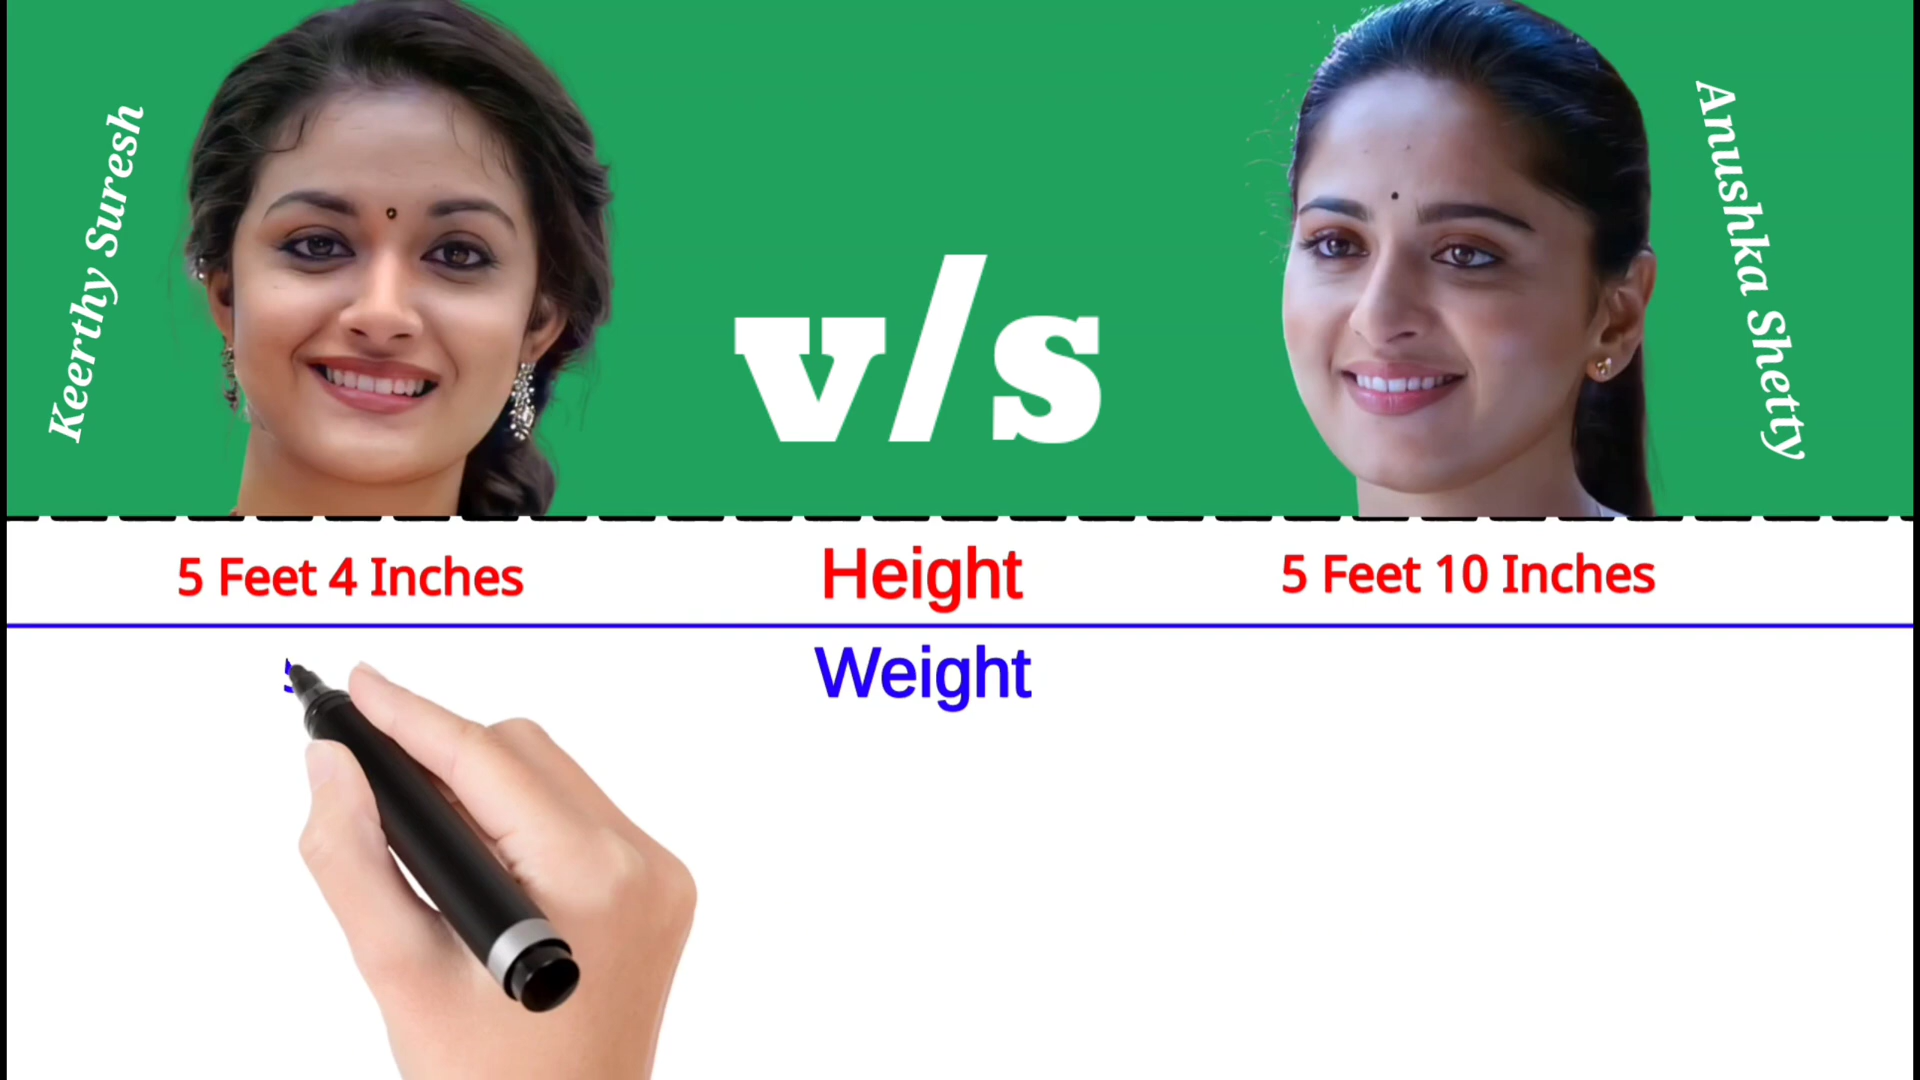 Keerthy Suresh
v/s
Anushka Shetty
5 Feet 4 Inches
Height
5 Feet 10 Inches
Weight